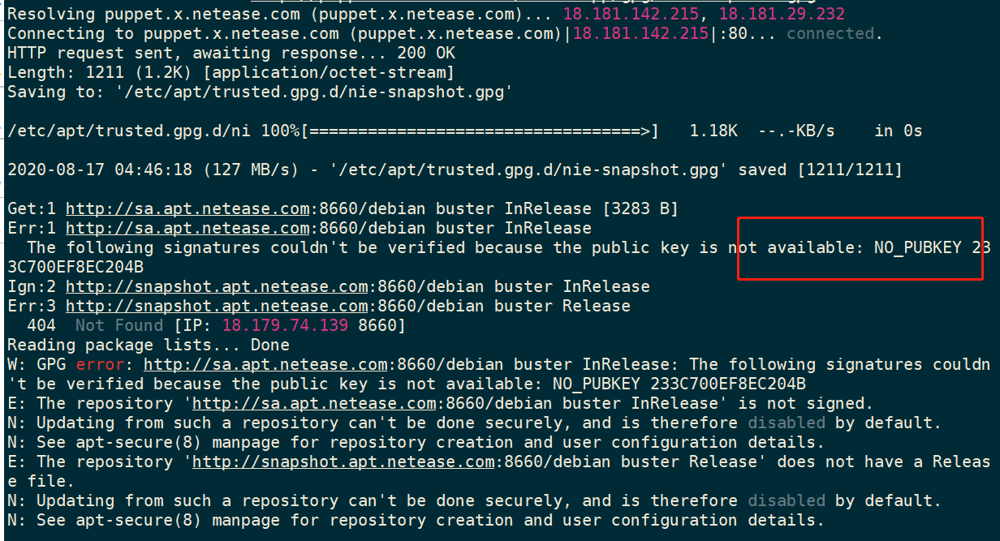 Resolving puppet.x.netease.com (puppet.x.netease.com)... 18.181.142.215, 18.181.29.232
Connecting to puppet.x.netease.com (puppet.x.netease.com)|18.181.142.215|:80... connected.
HTTP request sent, awaiting response... 200 OK
Length: 1211 (1.2K) [application/octet-stream]
Saving to: '/etc/apt/trusted.gpg.d/nie-snapshot.gpg'
/etc/apt/trusted.gpg.d/ni 100%[==================================>]   1.18K  --.-KB/s    in 0s
2020-08-17 04:46:18 (127 MB/s) - '/etc/apt/trusted.gpg.d/nie-snapshot.gpg' saved [1211/1211]
Get:1 http://sa.apt.netease.com:8660/debian buster InRelease [3283 B]
Err:1 http://sa.apt.netease.com:8660/debian buster InRelease
  The following signatures couldn't be verified because the public key is not available: NO_PUBKEY 23
3C700EF8EC204B
Ign:2 http://snapshot.apt.netease.com:8660/debian buster InRelease
Err:3 http://snapshot.apt.netease.com:8660/debian buster Release
  404  Not Found [IP: 18.179.74.139 8660]
Reading package lists... Done
W: GPG error: http://sa.apt.netease.com:8660/debian buster InRelease: The following signatures couldn
't be verified because the public key is not available: NO_PUBKEY 233C700EF8EC204B
E: The repository 'http://sa.apt.netease.com:8660/debian buster InRelease' is not signed.
N: Updating from such a repository can't be done securely, and is therefore disabled by default.
N: See apt-secure(8) manpage for repository creation and user configuration details.
E: The repository 'http://snapshot.apt.netease.com:8660/debian buster Release' does not have a Releas
e file.
N: Updating from such a repository can't be done securely, and is therefore disabled by default.
N: See apt-secure(8) manpage for repository creation and user configuration details.